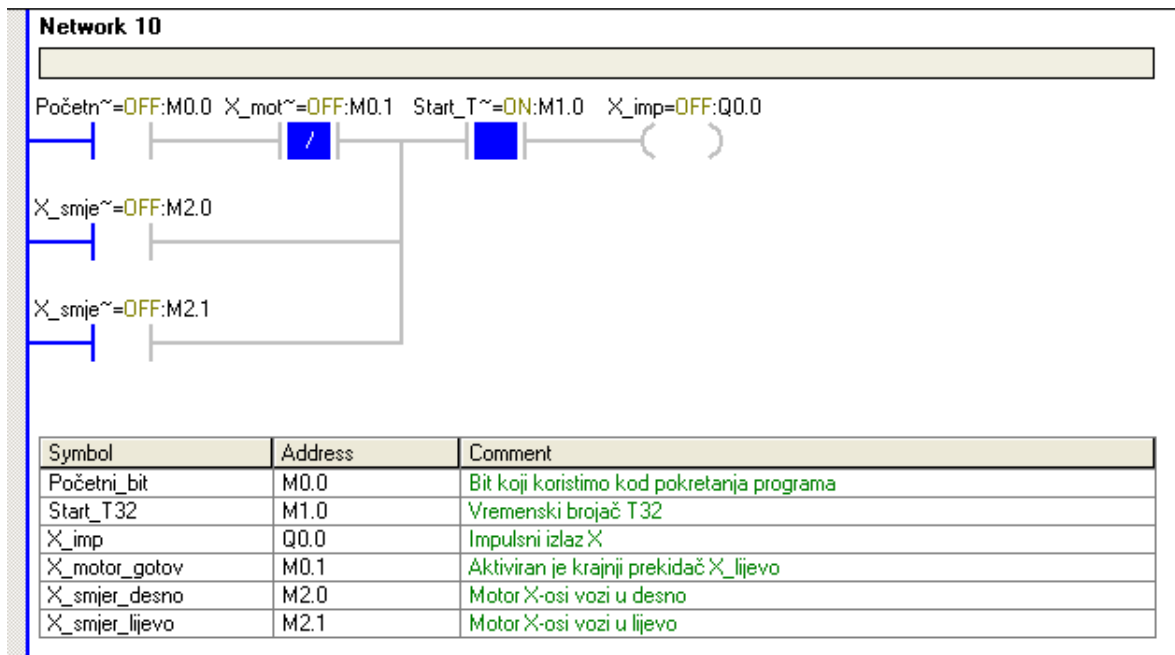 Network 10
Početn~=OFF:M0.0 X_mot~=OFF:M0.1 Start_T~=ON:M1.0 X_imp=OFF:Q0.0
/
X_smje~=OFF:M2.0
X_smje~=OFF:M2.1
Symbol Address Comment
Početni_bit M0.0 Bit koji koristimo kod pokretanja programa
Start_T32 M1.0 Vremenski brojač T32
X_imp Q0.0 Impulsni izlaz X
X_motor_gotov M0.1 Aktiviran je krajnji prekidač X_lijevo
X_smjer_desno M2.0 Motor X-osi vozi u desno
X_smjer_lijevo M2.1 Motor X-osi vozi u lijevo